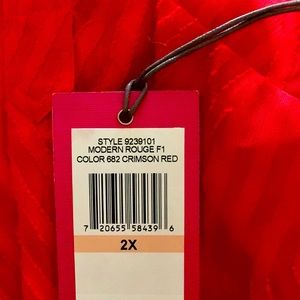 STYLE 9239101
MODERN ROUGE F1
COLOR 682 CRIMSON RED
7 20655 58439 6
2X